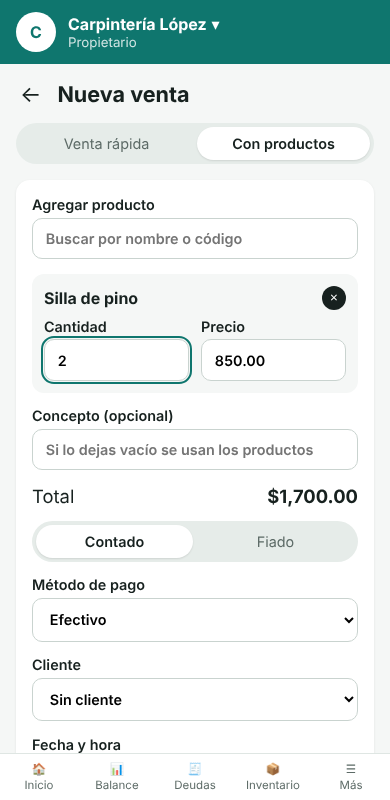 C
Carpintería López ▾
Propietario
← Nueva venta
Venta rápida
Con productos
Agregar producto
Buscar por nombre o código
Silla de pino
×
Cantidad
Precio
2
850.00
Concepto (opcional)
Si lo dejas vacío se usan los productos
Total
$1,700.00
Contado
Fiado
Método de pago
Efectivo
Cliente
Sin cliente
Fecha y hora
Inicio
Balance
Deudas
Inventario
Más